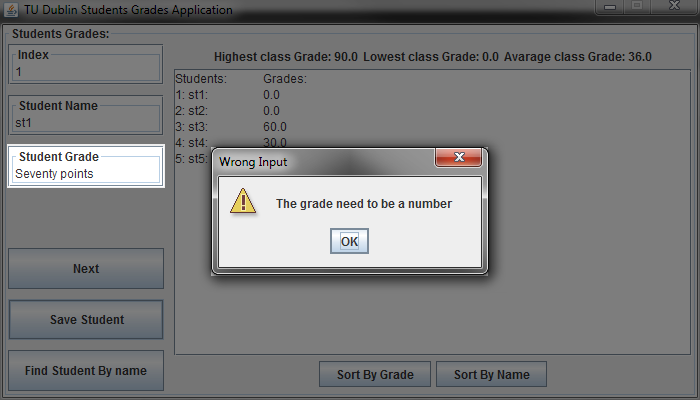 TU Dublin Students Grades Application
Students Grades:
Index
1
Student Name
st1
Student Grade
Seventy points
Next
Save Student
Find Student By name
Highest class Grade: 90.0 Lowest class Grade: 0.0 Avarage class Grade: 36.0
Students: Grades:
1: st1: 0.0
2: st2: 0.0
3: st3: 60.0
4: st4: 30.0
5: st5:
Wrong Input
The grade need to be a number
OK
Sort By Grade
Sort By Name